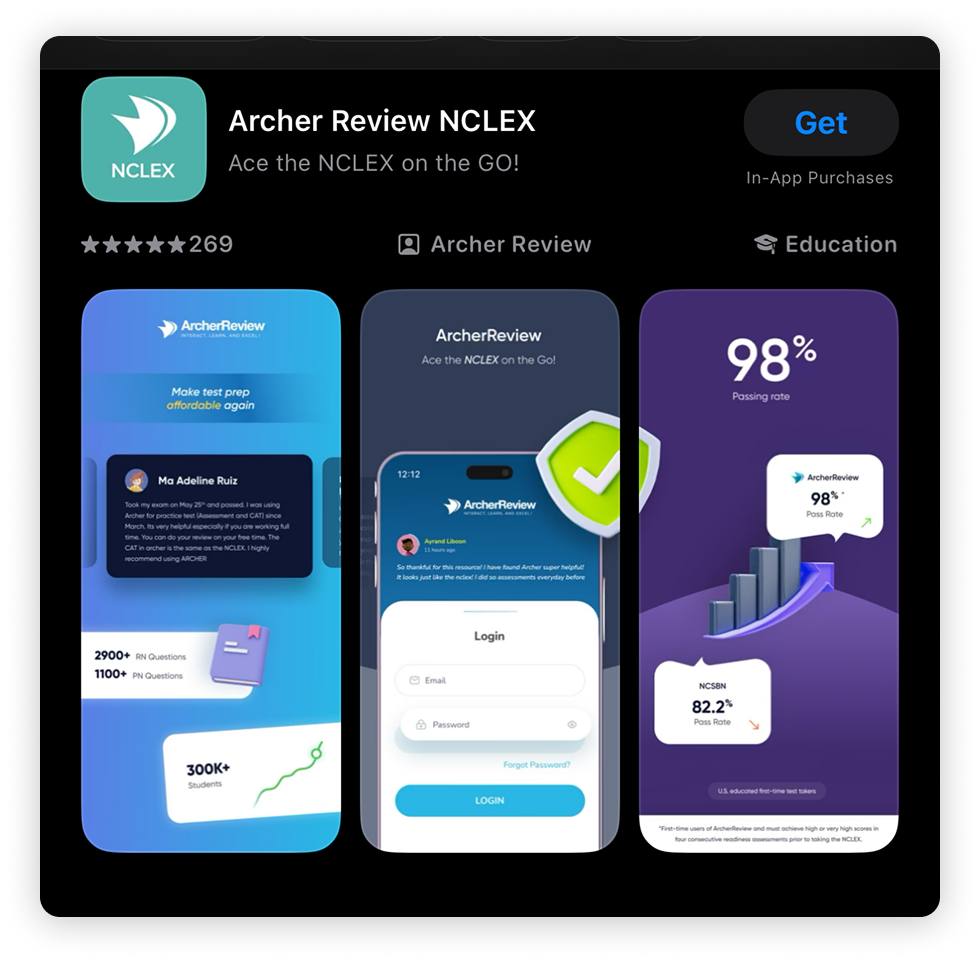 NCLEX
Archer Review NCLEX
Ace the NCLEX on the GO!
Get
In-App Purchases
★★★★★269
Archer Review
Education
ArcherReview
INTERACT, LEARN, AND EXCEL!
Make test prep
affordable again
Ma Adeline Ruiz
Took my exam on May 25th and passed. I was using
Archer for practice test (Assessment and CAT) since
March. Its very helpful especially if you are working full
time. You can do your review on your free time. The
CAT in archer is the same as the NCLEX. I highly
recommend using ARCHER
2900+ RN Questions
1100+ PN Questions
300K+
Students
ArcherReview
Ace the NCLEX on the Go!
12:12
ArcherReview
INTERACT, LEARN, AND EXCEL!
Ayrand Liboon
11 hours ago
So thankful for this resource! I have found Archer super helpful!
It looks just like the nclex! I did so assessments everyday before
Login
Email
Password
Forgot Password?
LOGIN
98%
Passing rate
ArcherReview
98%*
Pass Rate
NCSBN
82.2%
Pass Rate
U.S. educated first-time test takers
*First-time users of ArcherReview and must achieve high or very high scores in
four consecutive readiness assessments prior to taking the NCLEX.